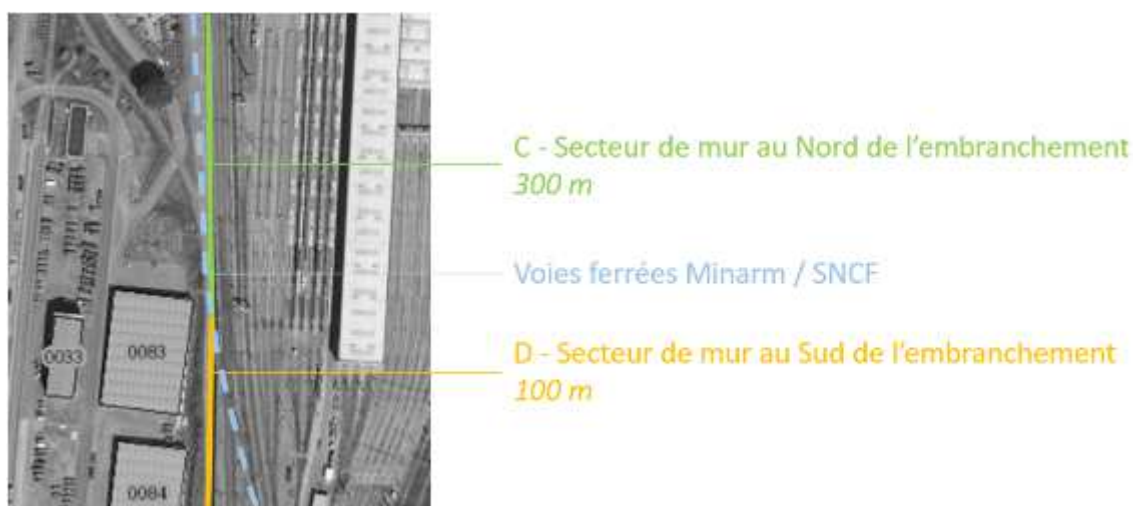 C - Secteur de mur au Nord de l'embranchement
300 m
Voies ferrées Minarm / SNCF
D - Secteur de mur au Sud de l'embranchement
100 m
0033
0083
0084